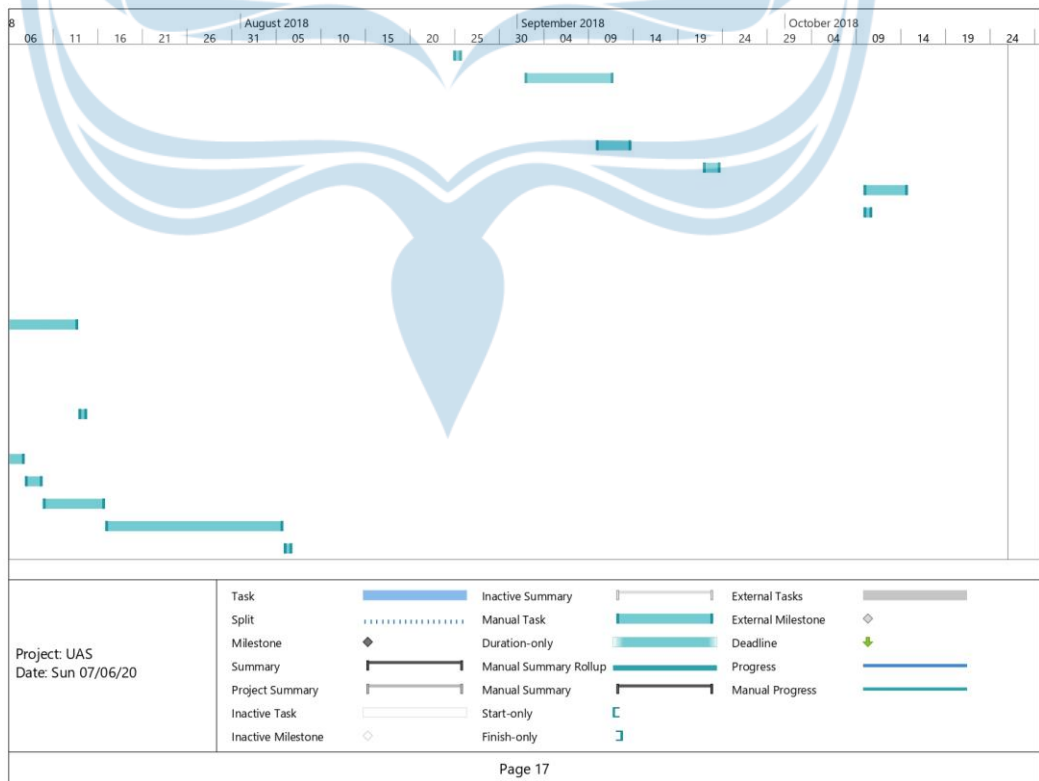 8 August 2018 September 2018 October 2018
06 11 16 21 26 31 05 10 15 20 25 30 04 09 14 19 24 29 04 09 14 19 24
Task Inactive Summary External Tasks
Split Manual Task External Milestone
Milestone Duration-only Deadline
Project: UAS
Date: Sun 07/06/20
Summary Manual Summary Rollup Progress
Project Summary Manual Summary Manual Progress
Inactive Task Start-only
Inactive Milestone Finish-only
Page 17